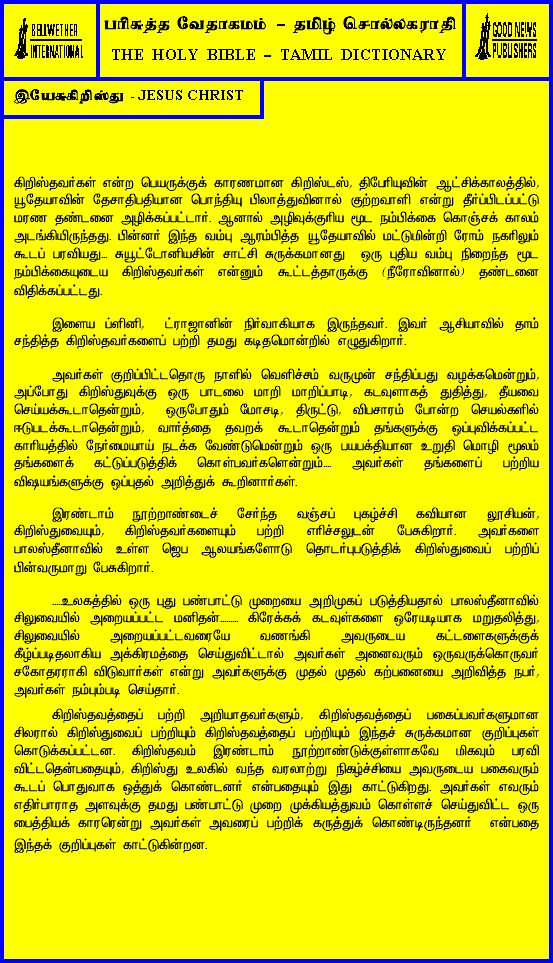 BELLWETHER
INTERNATIONAL
பரிசுத்த வேதாகமம் – தமிழ் சொல்லகராதி
THE HOLY BIBLE – TAMIL DICTIONARY
GOOD NEWS
PUBLISHERS
இயேசுகிறிஸ்து - JESUS CHRIST
கிறிஸ்தவர்கள் என்ற பெயருக்குக் காரணமான கிறிஸ்டஸ், திபேரியுவின் ஆட்சிக்காலத்தில்,
யூதேயாவின் தேசாதிபதியான பொந்தியு பிலாத்துவினால் குற்றவாளி என்று தீர்ப்பிடப்பட்டு
மரண தண்டனை அழிக்கப்பட்டார். ஆனால் அழிவுக்குரிய மூட நம்பிக்கை கொஞ்சக் காலம்
அடங்கியிருந்தது. பின்னர் இந்த வம்பு ஆரம்பித்த யூதேயாவில் மட்டுமின்றி ரோம் நகரிலும்
கூடப் பரவியது... சுயூட்டோனியசின் சாட்சி சுருக்கமானது ஒரு புதிய வம்பு நிறைந்த மூட
நம்பிக்கையுடைய கிறிஸ்தவர்கள் என்னும் கூட்டத்தாருக்கு (நீரோவினால்) தண்டனை
விதிக்கப்பட்டது.
இளைய ப்ளினி, ட்ராஜானின் நிர்வாகியாக இருந்தவர். இவர் ஆசியாவில் தாம்
சந்தித்த கிறிஸ்தவர்களைப் பற்றி தமது கடிதமொன்றில் எழுதுகிறார்.
அவர்கள் குறிப்பிட்டதொரு நாளில் வெளிச்சம் வருமுன் சந்திப்பது வழக்கமென்றும்,
அப்போது கிறிஸ்துவுக்கு ஒரு பாடலை மாறி மாறிப்பாடி, கடவுளாகத் துதித்து, தீயவை
செய்யக்கூடாதென்றும், ஒருபோதும் மோசடி, திருட்டு, விபசாரம் போன்ற செயல்களில்
ஈடுபடக்கூடாதென்றும், வார்த்தை தவறக் கூடாதென்றும் தங்களுக்கு ஒப்புவிக்கப்பட்ட
காரியத்தில் நேர்மையாய் நடக்க வேண்டுமென்றும் ஒரு பயபக்தியான உறுதி மொழி மூலம்
தங்களைக் கட்டுப்படுத்திக் கொள்பவர்களென்றும்.... அவர்கள் தங்களைப் பற்றிய
விஷயங்களுக்கு ஒப்புதல் அறித்துக் கூறினார்கள்.
இரண்டாம் நூற்றாண்டைச் சேர்ந்த வஞ்சப் புகழ்ச்சி கவியான லூசியன்,
கிறிஸ்துவையும், கிறிஸ்தவர்களையும் பற்றி எரிச்சலுடன் பேசுகிறார். அவர்களை
பாலஸ்தீனாவில் உள்ள ஜெப ஆலயங்களோடு தொடர்புபடுத்திக் கிறிஸ்துவைப் பற்றிப்
பின்வருமாறு பேசுகிறார்.
.....உலகத்தில் ஒரு புது பண்பாட்டு முறையை அறிமுகப் படுத்தியதால் பாலஸ்தீனாவில்
சிலுவையில் அறையப்பட்ட மனிதன்......... கிரேக்கக் கடவுள்களை ஒரேயடியாக மறுதலித்து,
சிலுவையில் அறையப்பட்டவரையே வணங்கி அவருடைய கட்டளைகளுக்குக்
கீழ்ப்படிதலாகிய அக்கிரமத்தை செய்துவிட்டால் அவர்கள் அனைவரும் ஒருவருக்கொருவர்
சகோதரராகி விடுவார்கள் என்று அவர்களுக்கு முதல் முதல் கற்பனையை அறிவித்த நபர்,
அவர்கள் நம்பும்படி செய்தார்.
கிறிஸ்தவத்தைப் பற்றி அறியாதவர்களும், கிறிஸ்தவத்தைப் பகைப்பவர்களுமான
சிலரால் கிறிஸ்துவைப் பற்றியும் கிறிஸ்தவத்தைப் பற்றியும் இந்தச் சுருக்கமான குறிப்புகள்
கொடுக்கப்பட்டன. கிறிஸ்தவம் இரண்டாம் நூற்றாண்டுக்குள்ளாகவே மிகவும் பரவி
விட்டதென்பதையும், கிறிஸ்து உலகில் வந்த வரலாற்று நிகழ்ச்சியை அவருடைய பகைவரும்
கூடப் பொதுவாக ஒத்துக் கொண்டனர் என்பதையும் இது காட்டுகிறது. அவர்கள் எவரும்
எதிர்பாராத அளவுக்கு தமது பண்பாட்டு முறை முக்கியத்துவம் கொள்ளச் செய்துவிட்ட ஒரு
பைத்தியக் காரரென்று அவர்கள் அவரைப் பற்றிக் கருத்துக் கொண்டிருந்தனர் என்பதை
இந்தக் குறிப்புகள் காட்டுகின்றன.